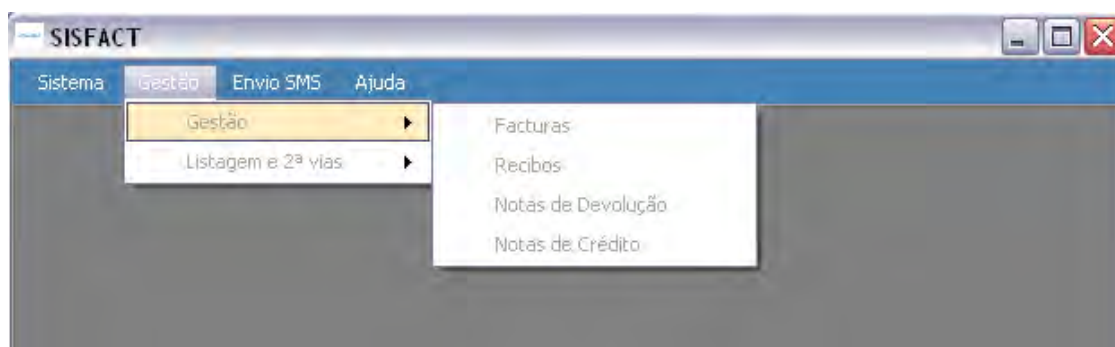 SISFACT
Sistema Gestão Envio SMS Ajuda
Gestão
Listagem e 2ª vias
Facturas
Recibos
Notas de Devolução
Notas de Crédito